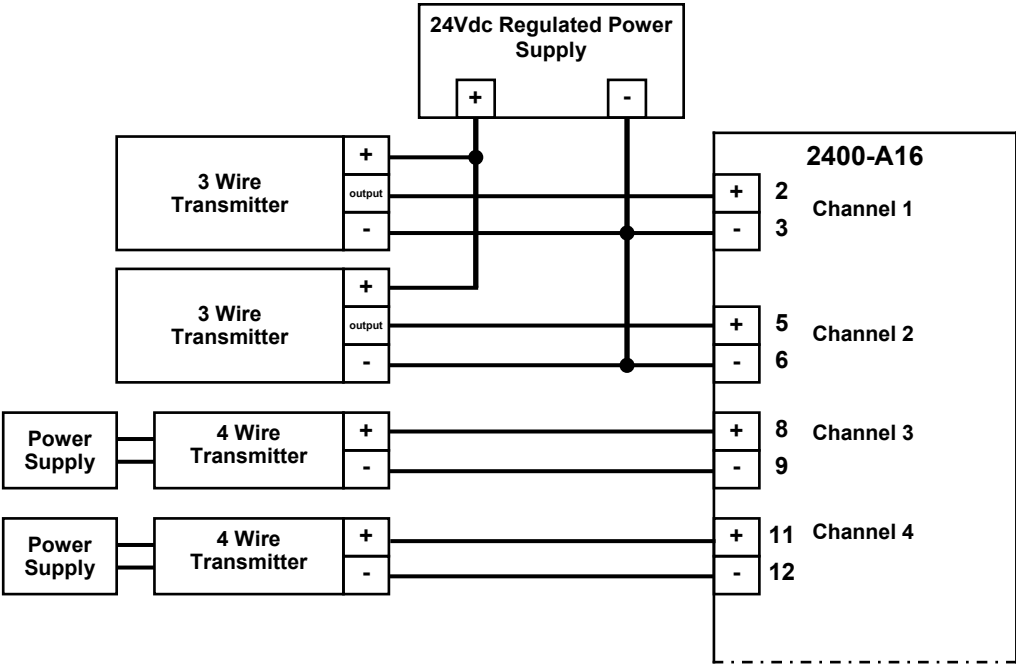 24Vdc Regulated Power
Supply
+ -
2400-A16
3 Wire
Transmitter
+
output
-
+ 2
- 3
Channel 1
3 Wire
Transmitter
+
output
-
+ 5
- 6
Channel 2
Power
Supply
4 Wire
Transmitter
+
-
+ 8
- 9
Channel 3
Power
Supply
4 Wire
Transmitter
+
-
+ 11
- 12
Channel 4